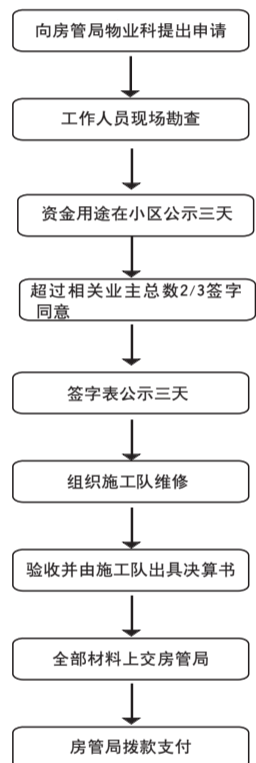 向房管局物业科提出申请
工作人员现场勘查
资金用途在小区公示三天
超过相关业主总数2/3签字
同意
签字表公示三天
组织施工队维修
验收并由施工队出具决算书
全部材料上交房管局
房管局拨款支付